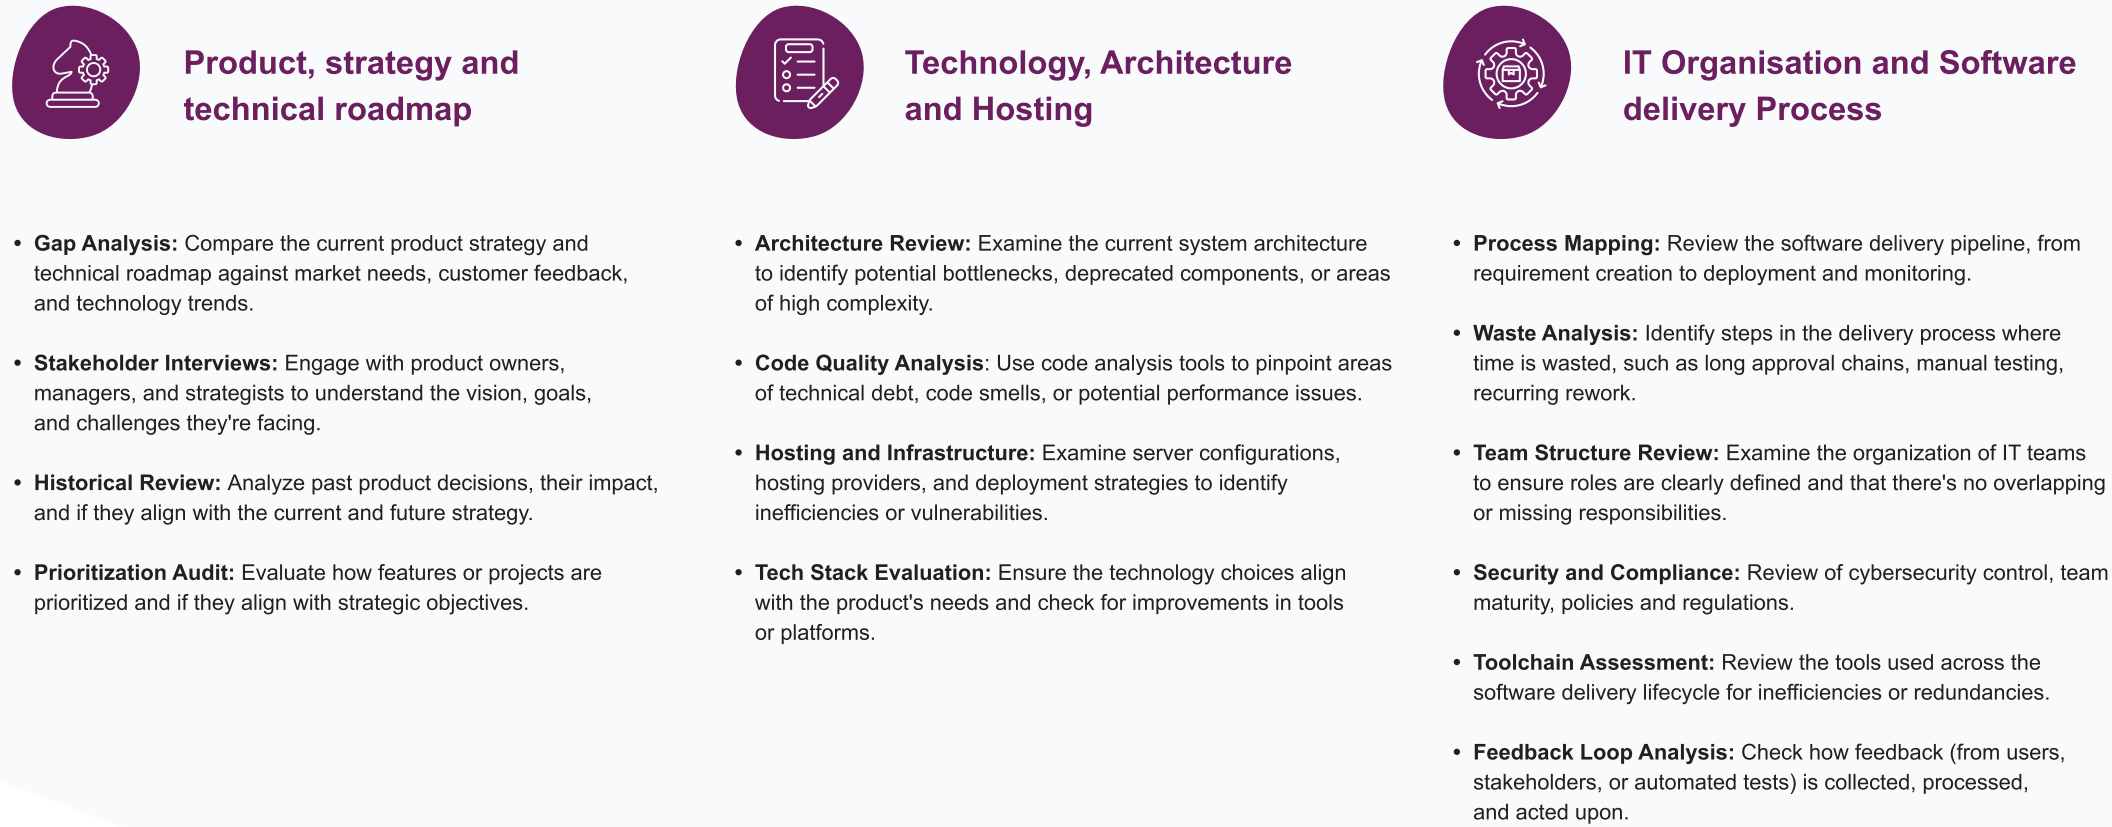 Product, strategy and
technical roadmap
• Gap Analysis: Compare the current product strategy and
technical roadmap against market needs, customer feedback,
and technology trends.
• Stakeholder Interviews: Engage with product owners,
managers, and strategists to understand the vision, goals,
and challenges they're facing.
• Historical Review: Analyze past product decisions, their impact,
and if they align with the current and future strategy.
• Prioritization Audit: Evaluate how features or projects are
prioritized and if they align with strategic objectives.
Technology, Architecture
and Hosting
• Architecture Review: Examine the current system architecture
to identify potential bottlenecks, deprecated components, or areas
of high complexity.
• Code Quality Analysis: Use code analysis tools to pinpoint areas
of technical debt, code smells, or potential performance issues.
• Hosting and Infrastructure: Examine server configurations,
hosting providers, and deployment strategies to identify
inefficiencies or vulnerabilities.
• Tech Stack Evaluation: Ensure the technology choices align
with the product's needs and check for improvements in tools
or platforms.
IT Organisation and Software
delivery Process
• Process Mapping: Review the software delivery pipeline, from
requirement creation to deployment and monitoring.
• Waste Analysis: Identify steps in the delivery process where
time is wasted, such as long approval chains, manual testing,
recurring rework.
• Team Structure Review: Examine the organization of IT teams
to ensure roles are clearly defined and that there's no overlapping
or missing responsibilities.
• Security and Compliance: Review of cybersecurity control, team
maturity, policies and regulations.
• Toolchain Assessment: Review the tools used across the
software delivery lifecycle for inefficiencies or redundancies.
• Feedback Loop Analysis: Check how feedback (from users,
stakeholders, or automated tests) is collected, processed,
and acted upon.